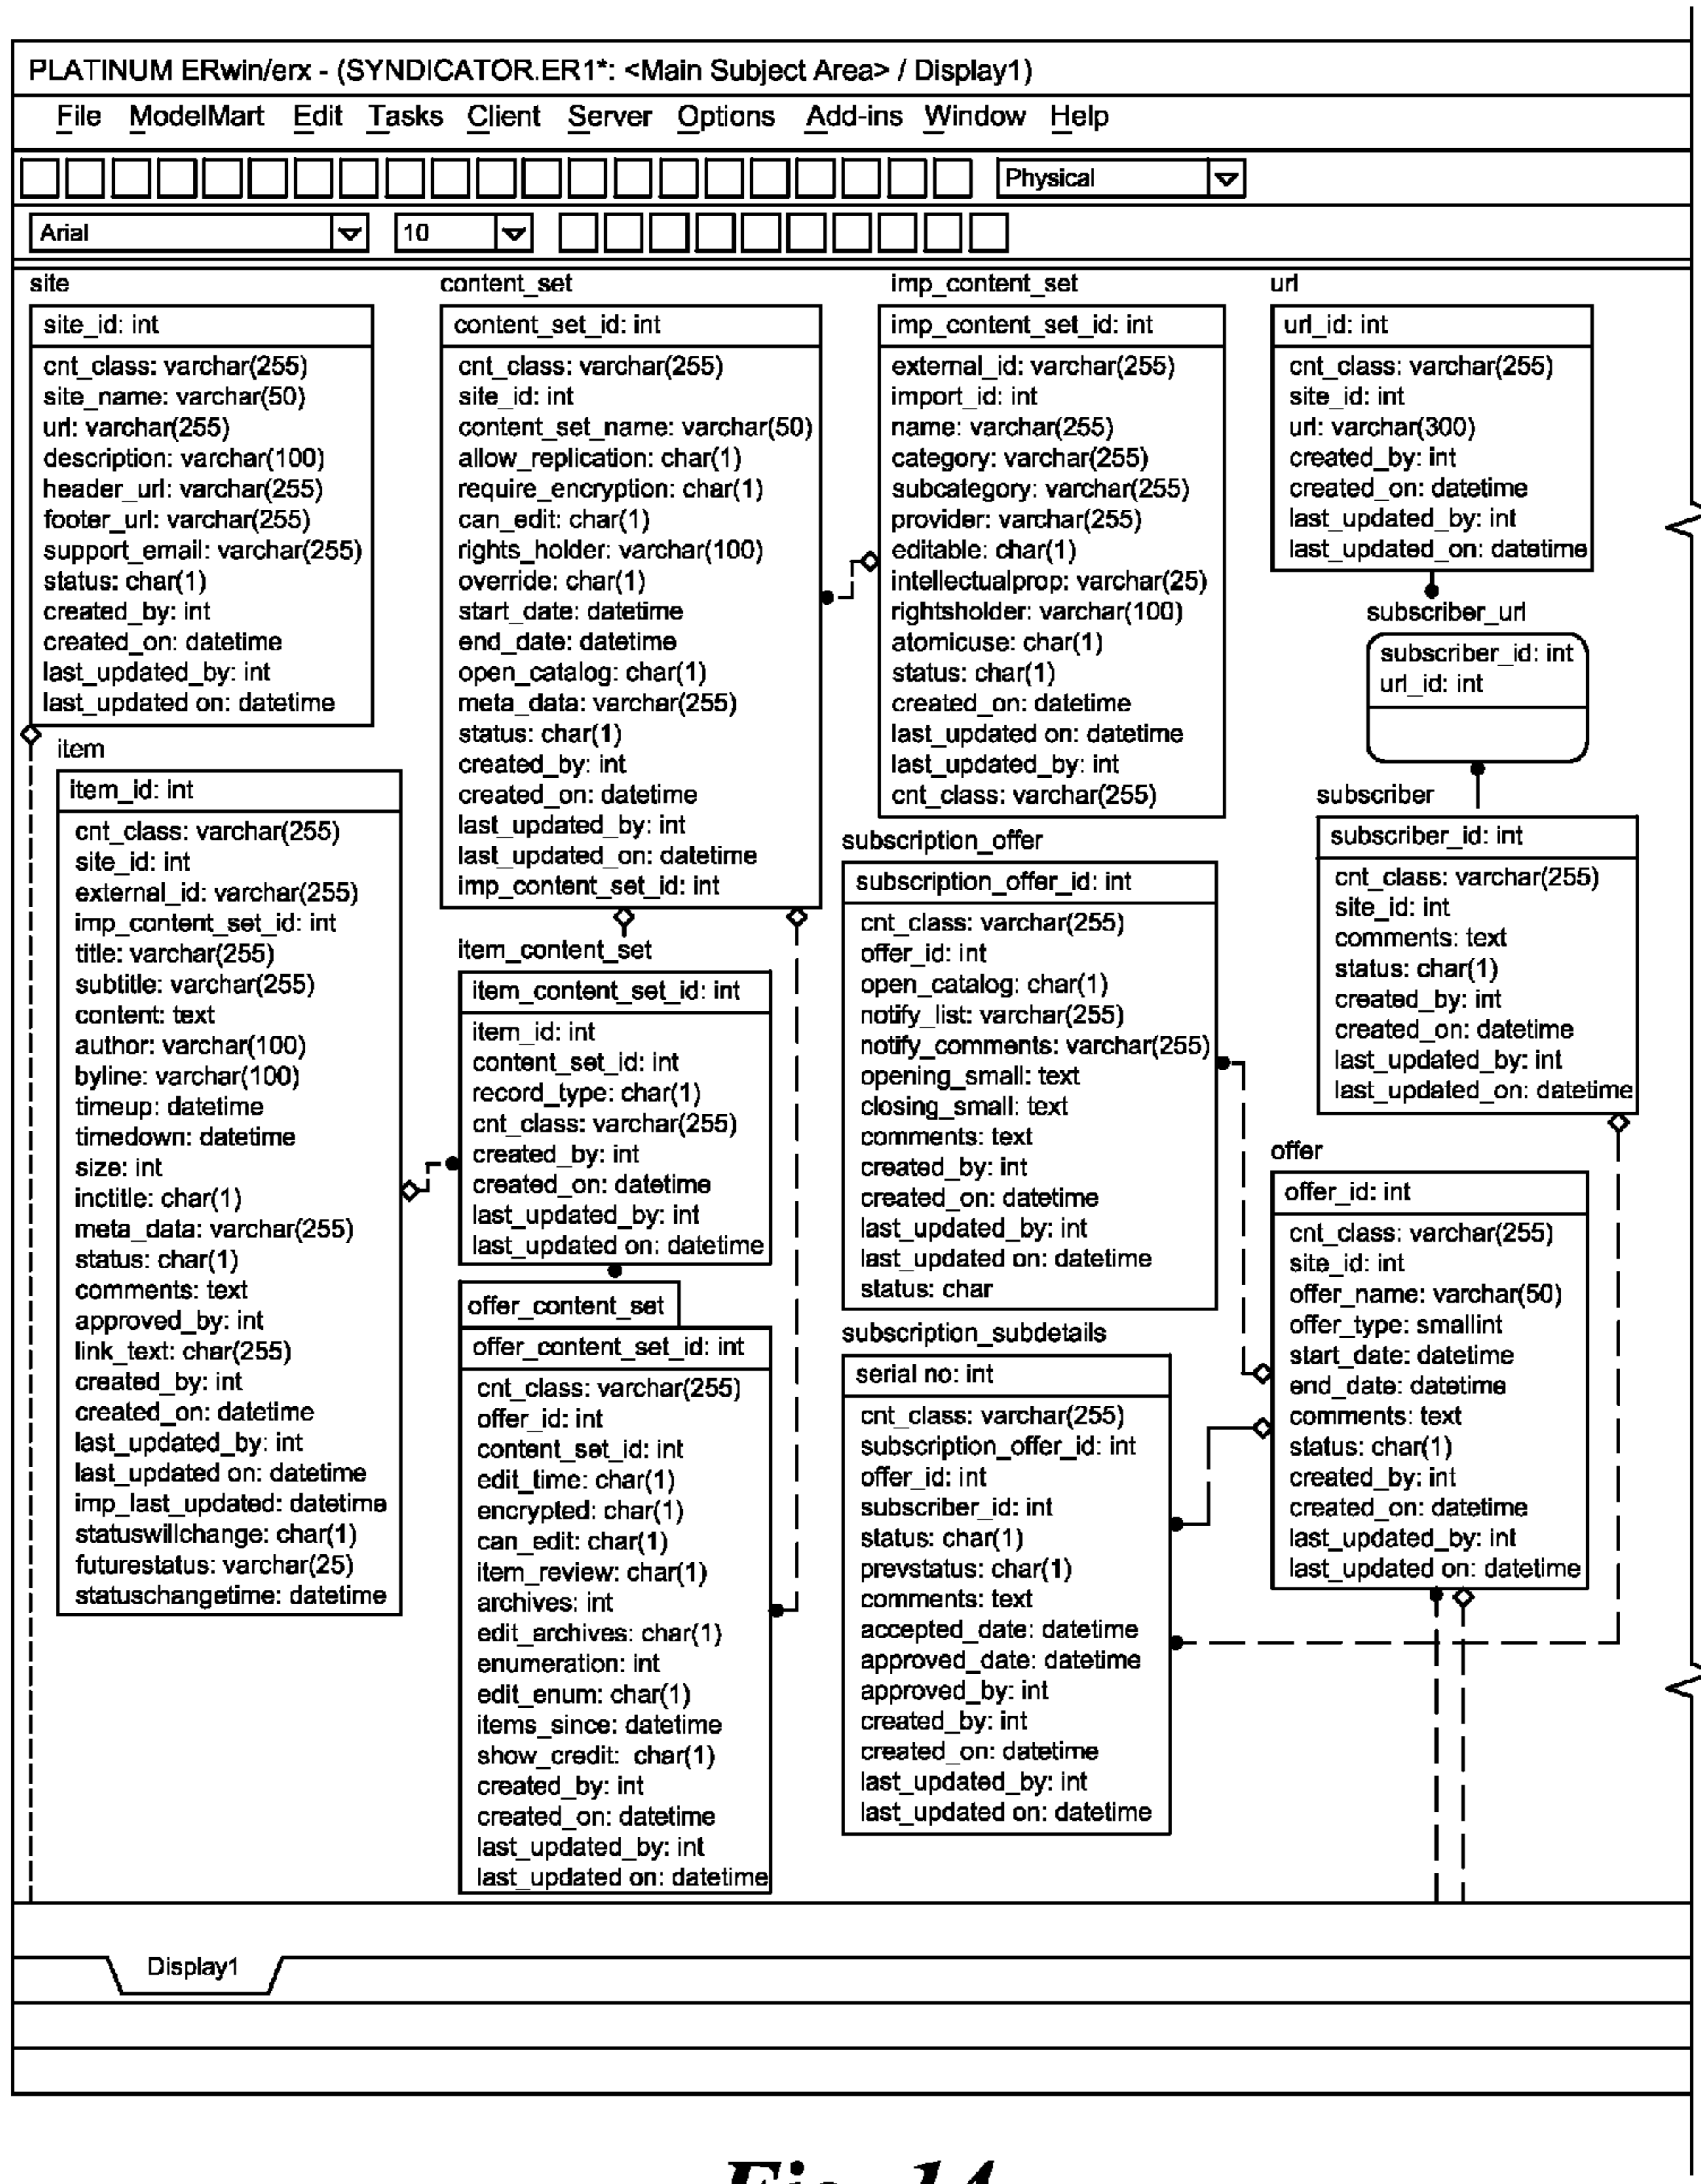 PLATINUM ERwin/erx - (SYNDICATOR.ER1*: <Main Subject Area> / Display1)
File ModelMart Edit Tasks Client Server Options Add-ins Window Help
Physical
Arial 10
site
site_id: int
cnt_class: varchar(255)
site_name: varchar(50)
url: varchar(255)
description: varchar(100)
header_url: varchar(255)
footer_url: varchar(255)
support_email: varchar(255)
status: char(1)
created_by: int
created_on: datetime
last_updated_by: int
last_updated on: datetime
item
item_id: int
cnt_class: varchar(255)
site_id: int
external_id: varchar(255)
imp_content_set_id: int
title: varchar(255)
subtitle: varchar(255)
content: text
author: varchar(100)
byline: varchar(100)
timeup: datetime
timedown: datetime
size: int
inctitle: char(1)
meta_data: varchar(255)
status: char(1)
comments: text
approved_by: int
link_text: char(255)
created_by: int
created_on: datetime
last_updated_by: int
last_updated on: datetime
imp_last_updated: datetime
statuswillchange: char(1)
futurestatus: varchar(25)
statuschangetime: datetime
content_set
content_set_id: int
cnt_class: varchar(255)
site_id: int
content_set_name: varchar(50)
allow_replication: char(1)
require_encryption: char(1)
can_edit: char(1)
rights_holder: varchar(100)
override: char(1)
start_date: datetime
end_date: datetime
open_catalog: char(1)
meta_data: varchar(255)
status: char(1)
created_by: int
created_on: datetime
last_updated_by: int
last_updated_on: datetime
imp_content_set_id: int
item_content_set
item_content_set_id: int
item_id: int
content_set_id: int
record_type: char(1)
cnt_class: varchar(255)
created_by: int
created_on: datetime
last_updated_by: int
last_updated on: datetime
offer_content_set
offer_content_set_id: int
cnt_class: varchar(255)
offer_id: int
content_set_id: int
edit_time: char(1)
encrypted: char(1)
can_edit: char(1)
item_review: char(1)
archives: int
edit_archives: char(1)
enumeration: int
edit_enum: char(1)
items_since: datetime
show_credit: char(1)
created_by: int
created_on: datetime
last_updated_by: int
last_updated on: datetime
imp_content_set
imp_content_set_id: int
external_id: varchar(255)
import_id: int
name: varchar(255)
category: varchar(255)
subcategory: varchar(255)
provider: varchar(255)
editable: char(1)
intellectualprop: varchar(25)
rightsholder: varchar(100)
atomicuse: char(1)
status: char(1)
created_on: datetime
last_updated on: datetime
last_updated_by: int
cnt_class: varchar(255)
subscription_offer
subscription_offer_id: int
cnt_class: varchar(255)
offer_id: int
open_catalog: char(1)
notify_list: varchar(255)
notify_comments: varchar(255)
opening_small: text
closing_small: text
comments: text
created_by: int
created_on: datetime
last_updated_by: int
last_updated on: datetime
status: char
subscription_subdetails
serial no: int
cnt_class: varchar(255)
subscription_offer_id: int
offer_id: int
subscriber_id: int
status: char(1)
prevstatus: char(1)
comments: text
accepted_date: datetime
approved_date: datetime
approved_by: int
created_by: int
created_on: datetime
last_updated_by: int
last_updated on: datetime
url
url_id: int
cnt_class: varchar(255)
site_id: int
url: varchar(300)
created_by: int
created_on: datetime
last_updated_by: int
last_updated_on: datetime
subscriber_url
subscriber_id: int
url_id: int
subscriber
subscriber_id: int
cnt_class: varchar(255)
site_id: int
comments: text
status: char(1)
created_by: int
created_on: datetime
last_updated_by: int
last_updated_on: datetime
offer
offer_id: int
cnt_class: varchar(255)
site_id: int
offer_name: varchar(50)
offer_type: smallint
start_date: datetime
end_date: datetime
comments: text
status: char(1)
created_by: int
created_on: datetime
last_updated_by: int
last_updated on: datetime
Display1